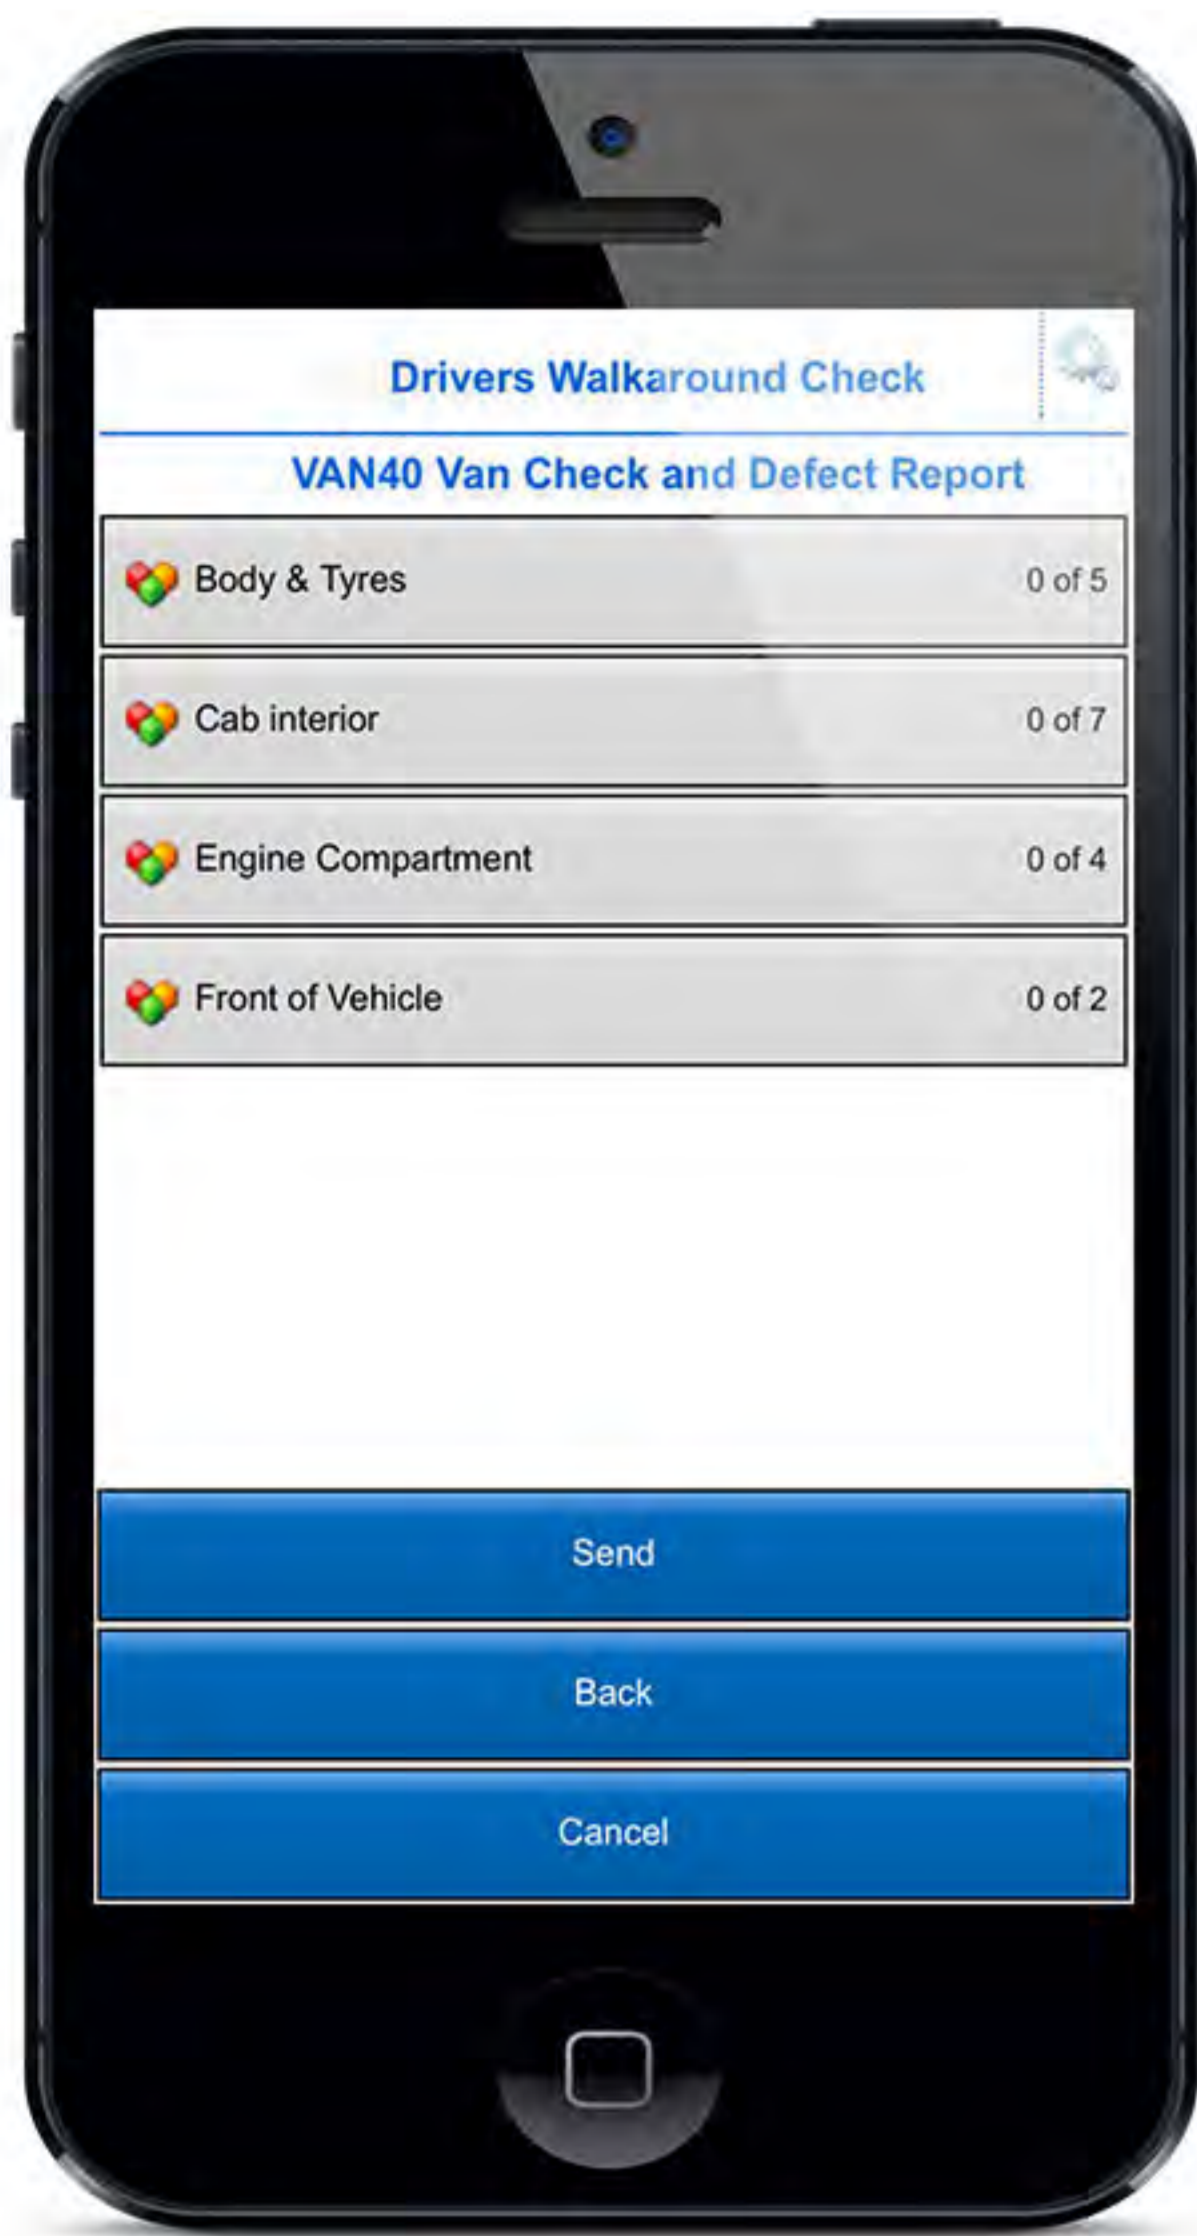 Drivers Walkaround Check
VAN40 Van Check and Defect Report
Body & Tyres 0 of 5
Cab interior 0 of 7
Engine Compartment 0 of 4
Front of Vehicle 0 of 2
Send
Back
Cancel